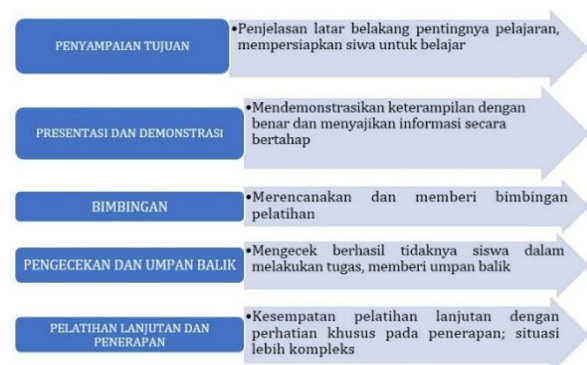 PENYAMPAIAN TUJUAN
•Penjelasan latar belakang pentingnya pelajaran,
mempersiapkan siwa untuk belajar
PRESENTASI DAN DEMONSTRASI
•Mendemonstrasikan keterampilan dengan
benar dan menyajikan informasi secara
bertahap
BIMBINGAN
•Merencanakan dan memberi bimbingan
pelatihan
PENGECEKAN DAN UMPAN BALIK
•Mengecek berhasil tidaknya siswa dalam
melakukan tugas, memberi umpan balik
PELATIHAN LANJUTAN DAN
PENERAPAN
•Kesempatan pelatihan lanjutan dengan
perhatian khusus pada penerapan; situasi
lebih kompleks